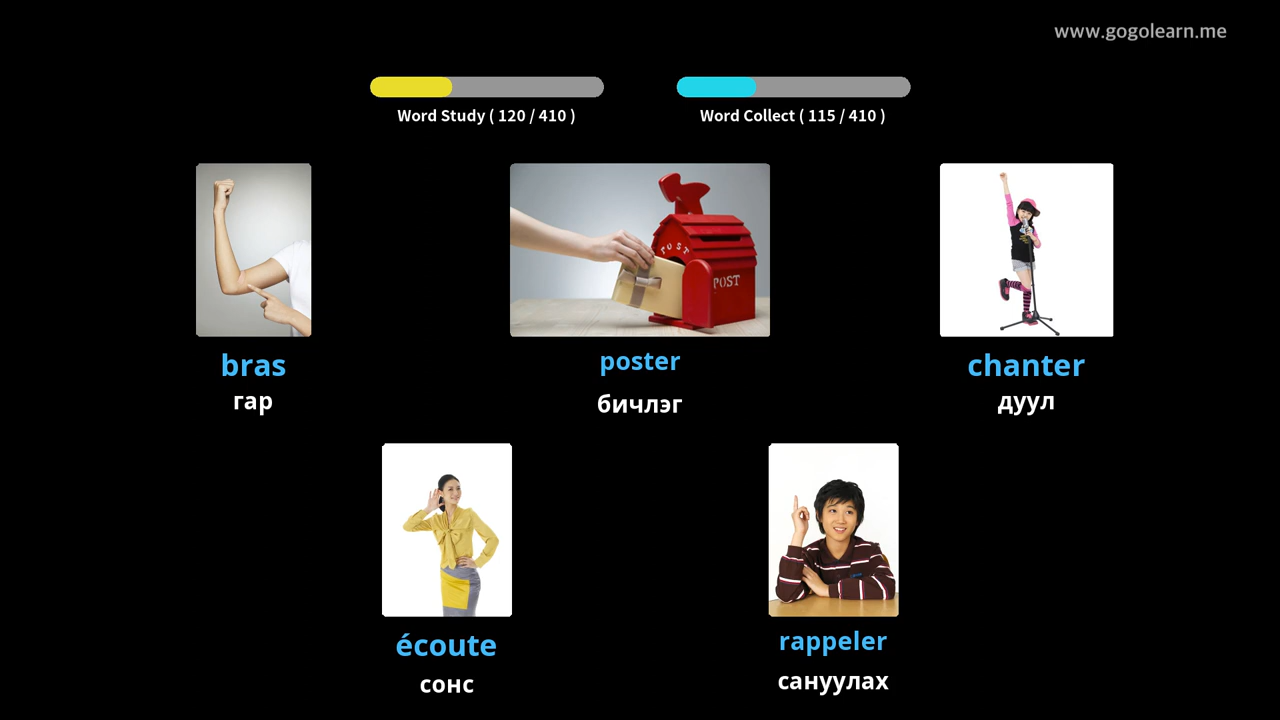 www.gogolearn.me
Word Study ( 120 / 410 )
Word Collect ( 115 / 410 )
POST
POST
bras
гар
poster
бичлэг
chanter
дуул
écoute
сонс
rappeler
сануулах